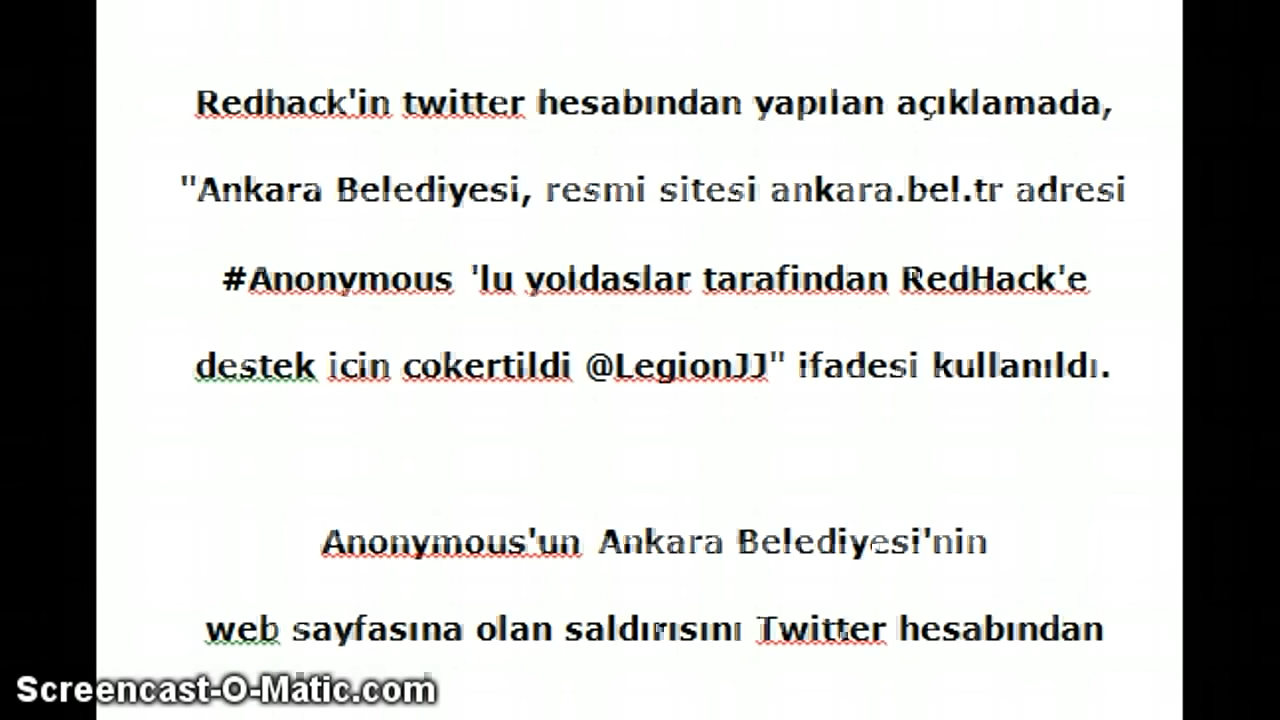 Redhack'in twitter hesabından yapılan açıklamada,
"Ankara Belediyesi, resmi sitesi ankara.bel.tr adresi
#Anonymous 'lu yoldaslar tarafindan RedHack'e
destek icin cokertildi @LegionJJ" ifadesi kullanıldı.
Anonymous'un Ankara Belediyesi'nin
web sayfasına olan saldırısını Twitter hesabından
Screencast-O-Matic.com